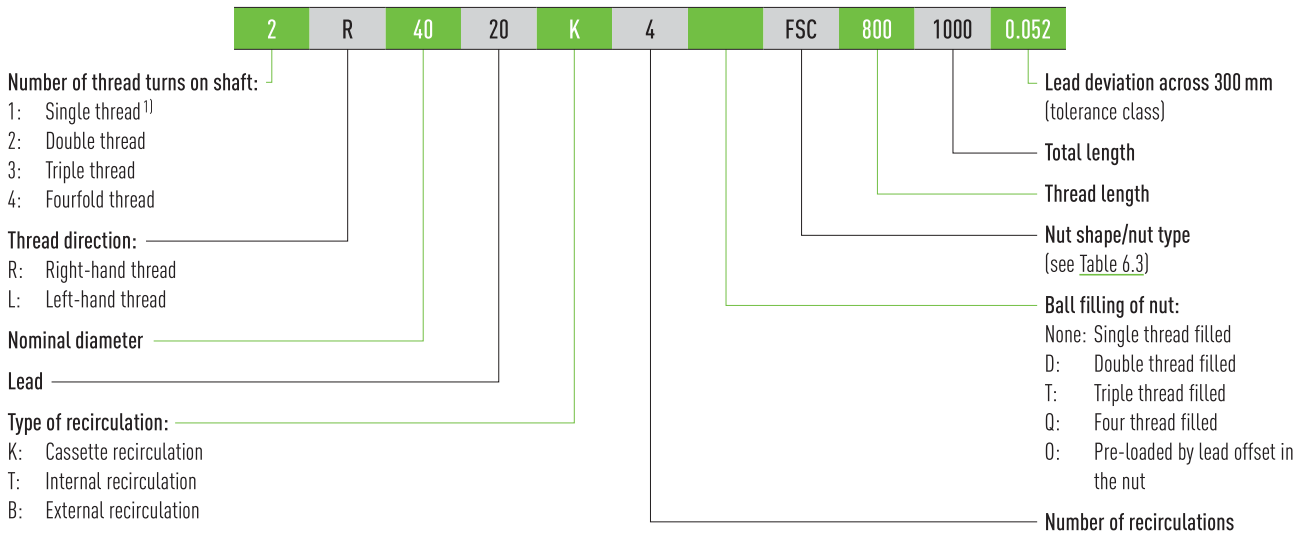 2 R 40 20 K 4 FSC 800 1000 0.052
Number of thread turns on shaft:
1: Single thread 1)
2: Double thread
3: Triple thread
4: Fourfold thread
Thread direction:
R: Right-hand thread
L: Left-hand thread
Nominal diameter
Lead
Type of recirculation:
K: Cassette recirculation
T: Internal recirculation
B: External recirculation
Lead deviation across 300 mm
(tolerance class)
Total length
Thread length
Nut shape/nut type
(see Table 6.3)
Ball filling of nut:
None: Single thread filled
D: Double thread filled
T: Triple thread filled
Q: Four thread filled
O: Pre-loaded by lead offset in
the nut
Number of recirculations